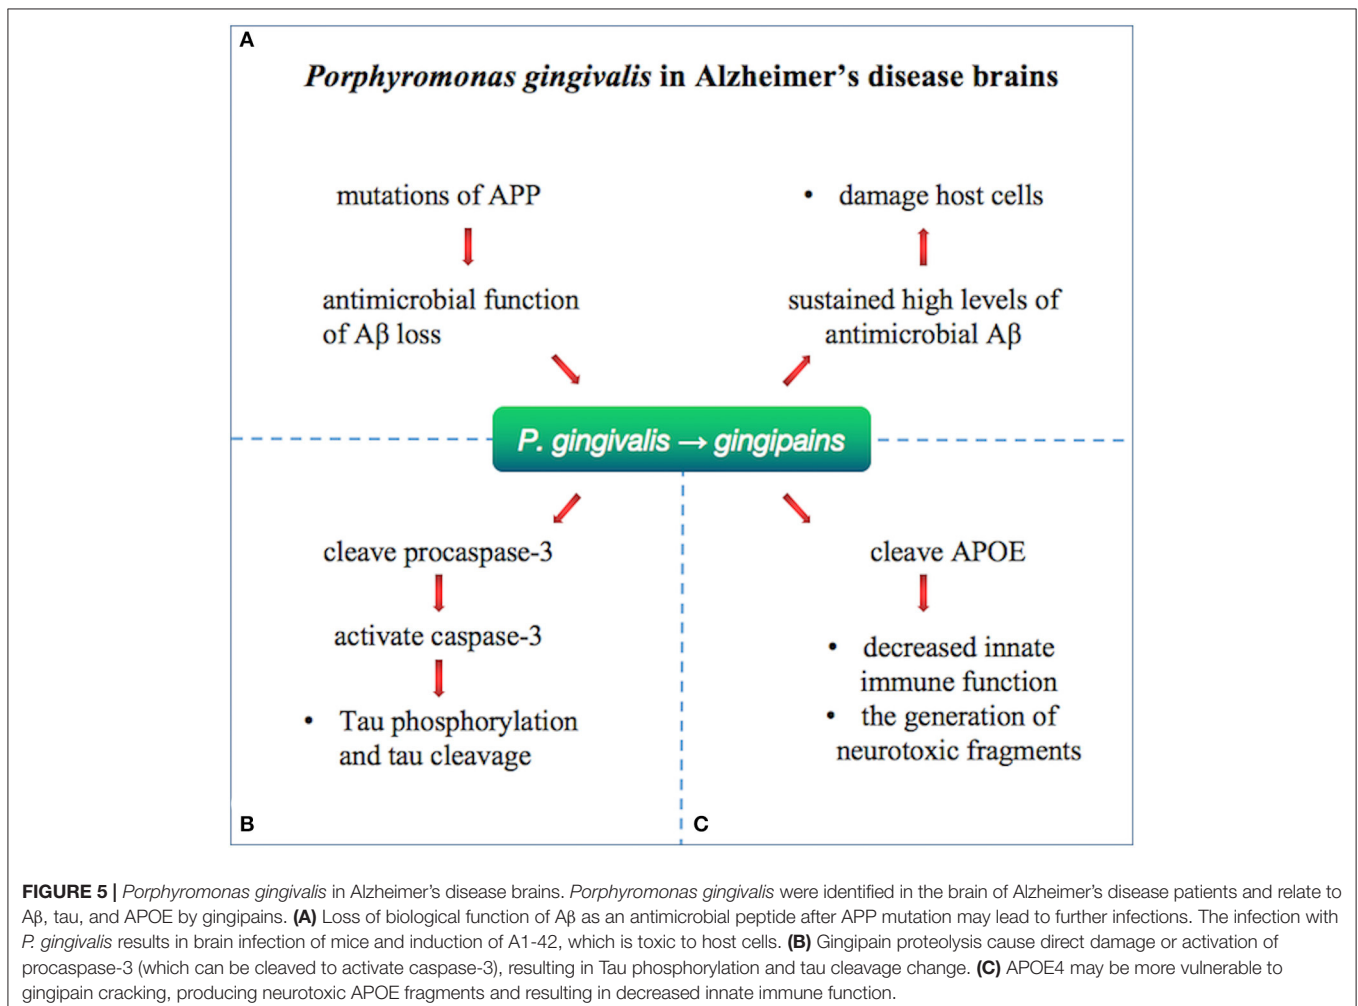 A
Porphyromonas gingivalis in Alzheimer's disease brains
mutations of APP
antimicrobial function
of Aβ loss
• damage host cells
sustained high levels of
antimicrobial Aβ
P. gingivalis → gingipains
cleave procaspase-3
activate caspase-3
• Tau phosphorylation
and tau cleavage
B
cleave APOE
• decreased innate
immune function
• the generation of
neurotoxic fragments
C
FIGURE 5 | Porphyromonas gingivalis in Alzheimer's disease brains. Porphyromonas gingivalis were identified in the brain of Alzheimer's disease patients and relate to
Aβ, tau, and APOE by gingipains. (A) Loss of biological function of Aβ as an antimicrobial peptide after APP mutation may lead to further infections. The infection with
P. gingivalis results in brain infection of mice and induction of A1-42, which is toxic to host cells. (B) Gingipain proteolysis cause direct damage or activation of
procaspase-3 (which can be cleaved to activate caspase-3), resulting in Tau phosphorylation and tau cleavage change. (C) APOE4 may be more vulnerable to
gingipain cracking, producing neurotoxic APOE fragments and resulting in decreased innate immune function.